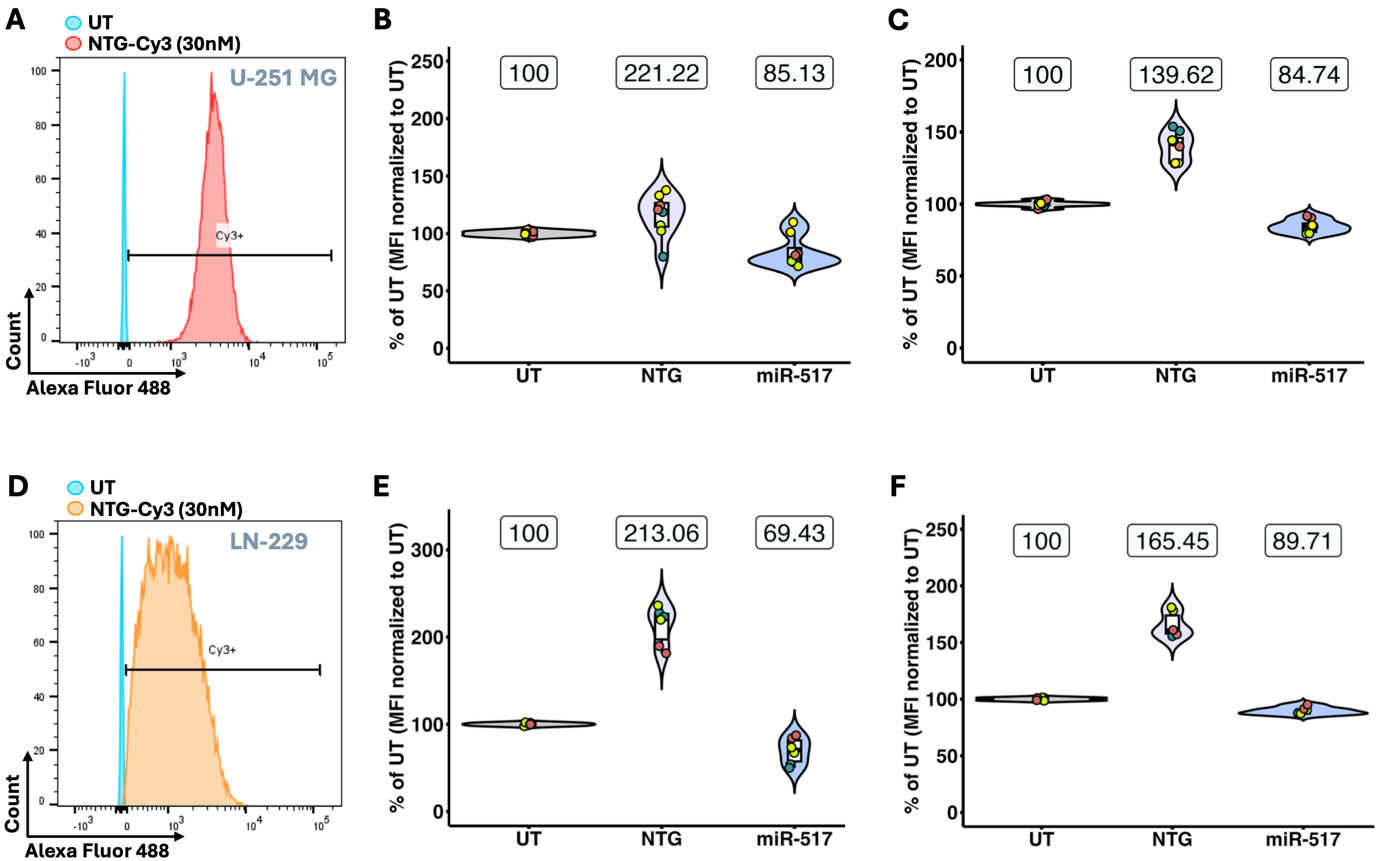 A
UT
NTG-Cy3 (30nM)
U-251 MG
100
80
60
40
20
0
Cy3+
-10³
0
10³
10⁴
10⁵
Count
Alexa Fluor 488
B
% of UT (MFI normalized to UT)
250
200
150
100
50
0
100
221.22
85.13
UT
NTG
miR-517
C
% of UT (MFI normalized to UT)
200
150
100
50
0
100
139.62
84.74
UT
NTG
miR-517
D
UT
NTG-Cy3 (30nM)
LN-229
100
80
60
40
20
0
Cy3+
-10³
0
10³
10⁴
10⁵
Count
Alexa Fluor 488
E
% of UT (MFI normalized to UT)
300
200
100
0
100
213.06
69.43
UT
NTG
miR-517
F
% of UT (MFI normalized to UT)
250
200
150
100
50
0
100
165.45
89.71
UT
NTG
miR-517